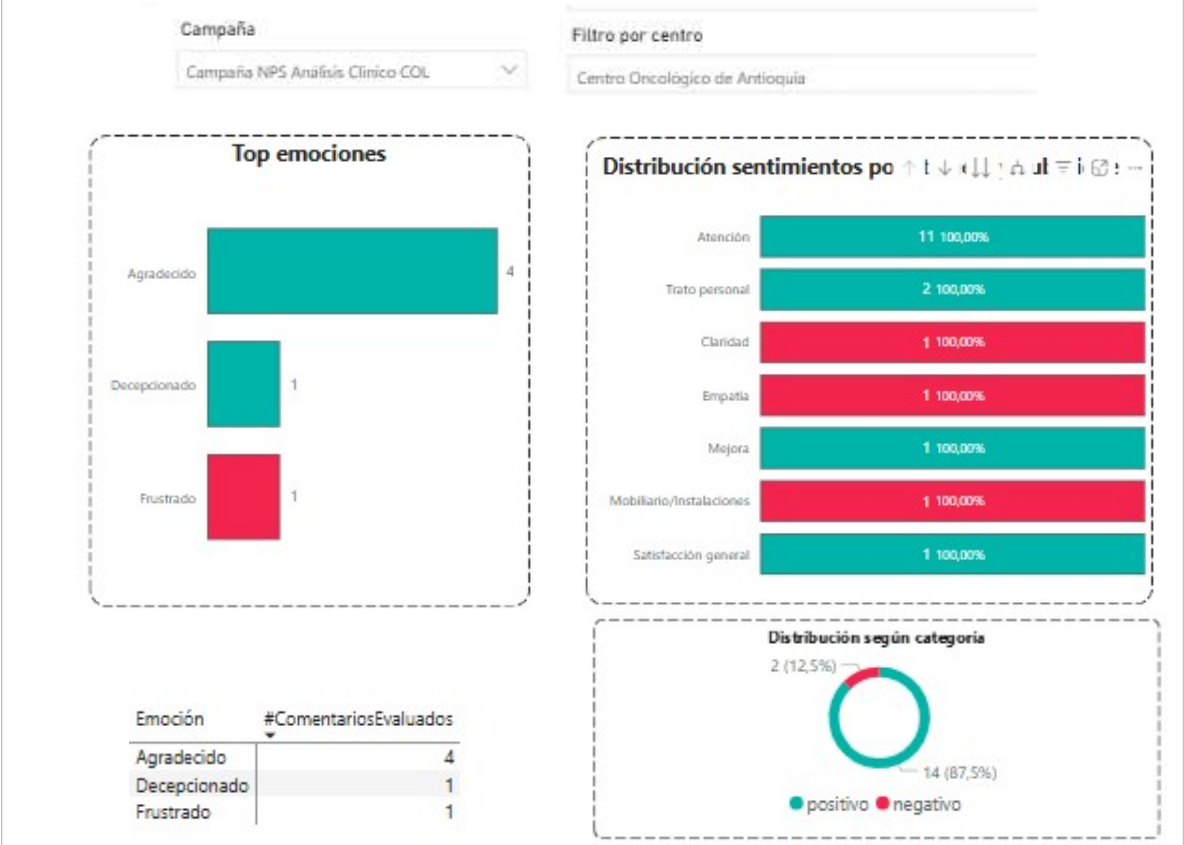 Campaña
Campaña NPS Análisis Clinico COL
Filtro por centro
Centro Oncológico de Antioquia
Top emociones
Agradecido 4
Decepcionado 1
Frustrado 1
Distribución sentimientos po
Atención 11 100,00%
Trato personal 2 100,00%
Claridad 1 100,00%
Empatía 1 100,00%
Mejora 1 100,00%
Mobiliario/Instalaciones 1 100,00%
Satisfacción general 1 100,00%
Distribución según categoría
2 (12,5%)
14 (87,5%)
positivo negativo
Emoción #ComentariosEvaluados
Agradecido 4
Decepcionado 1
Frustrado 1